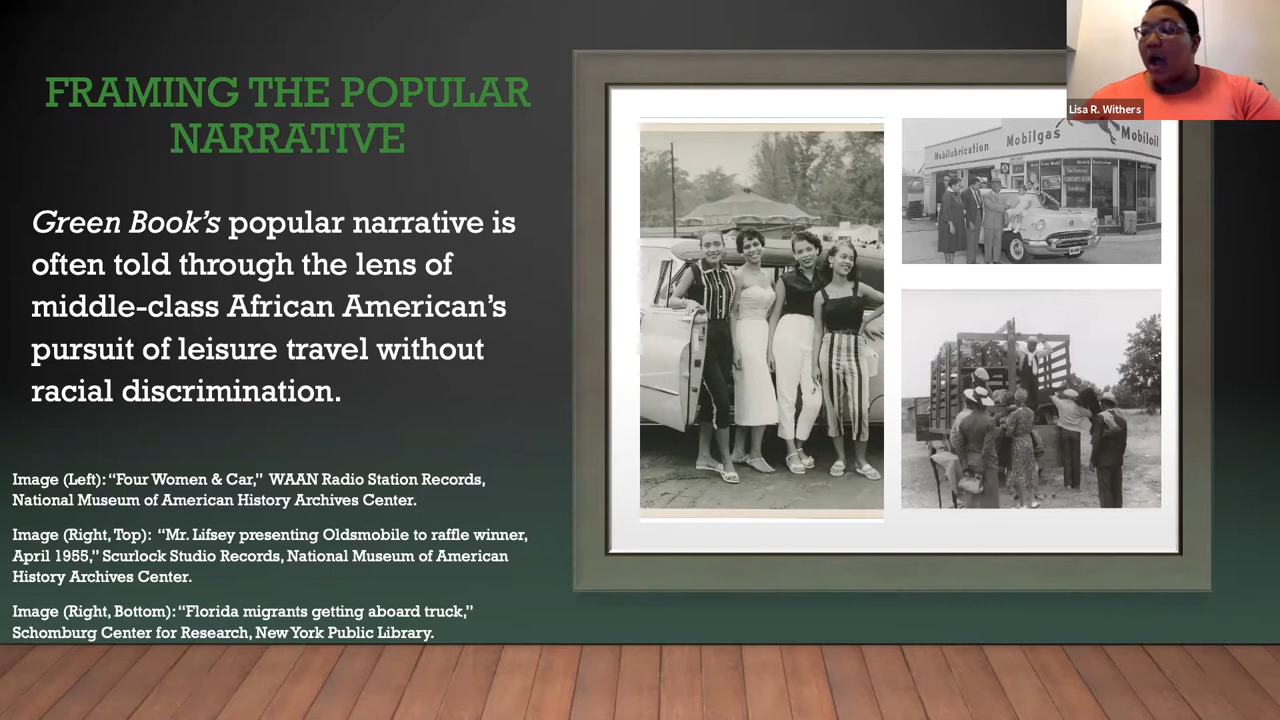 FRAMING THE POPULAR
NARRATIVE
Green Book’s popular narrative is
often told through the lens of
middle-class African American’s
pursuit of leisure travel without
racial discrimination.
Image (Left): “Four Women & Car,” WAAN Radio Station Records,
National Museum of American History Archives Center.
Image (Right, Top): “Mr. Lifsey presenting Oldsmobile to raffle winner,
April 1955,” Scurlock Studio Records, National Museum of American
History Archives Center.
Image (Right, Bottom): “Florida migrants getting aboard truck,”
Schomburg Center for Research, New York Public Library.
Mobilubrication Mobilgas Mobiloil
Lisa R. Withers